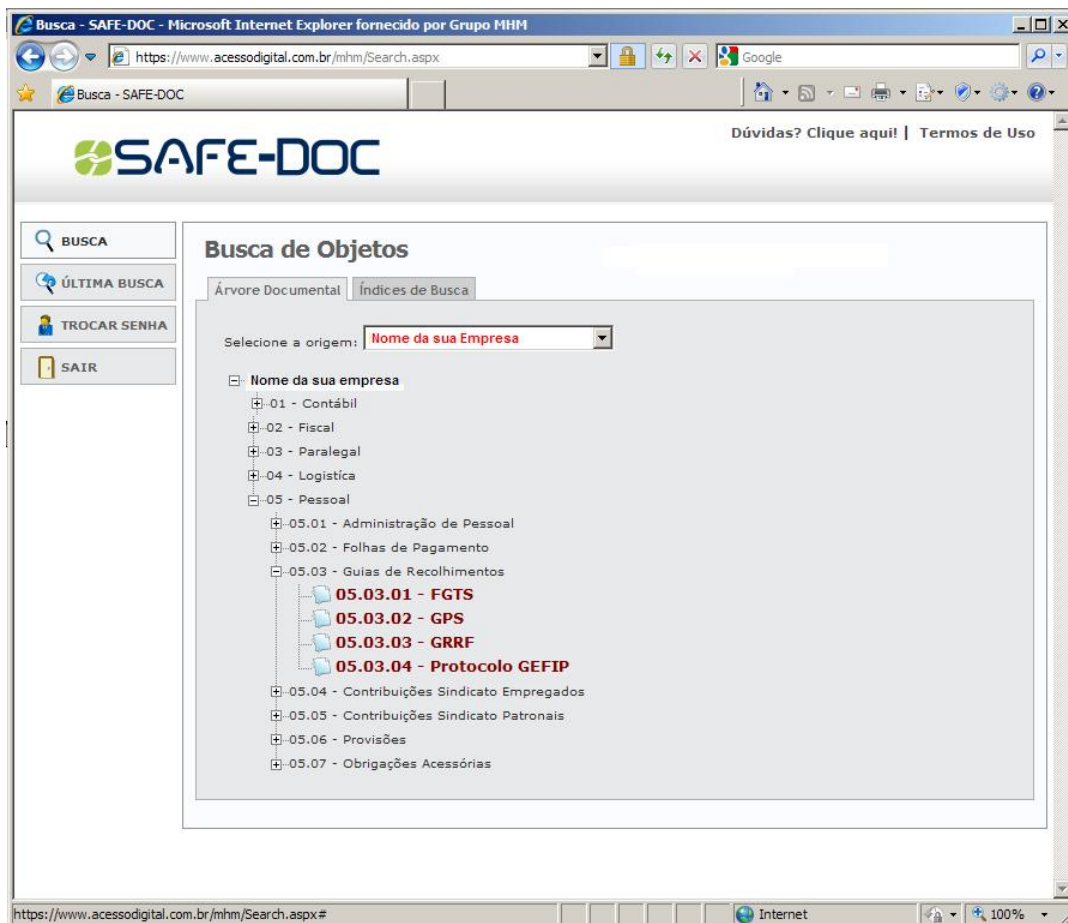 Busca - SAFE-DOC - Microsoft Internet Explorer fornecido por Grupo MHM
https://www.acessodigital.com.br/mhm/Search.aspx
Google
Busca - SAFE-DOC
Dúvidas? Clique aqui! | Termos de Uso
SAFE-DOC
BUSCA
ÚLTIMA BUSCA
TROCAR SENHA
SAIR
Busca de Objetos
Árvore Documental Índices de Busca
Selecione a origem: Nome da sua Empresa
Nome da sua empresa
01 - Contábil
02 - Fiscal
03 - Paralegal
04 - Logistíca
05 - Pessoal
05.01 - Administração de Pessoal
05.02 - Folhas de Pagamento
05.03 - Guias de Recolhimentos
05.03.01 - FGTS
05.03.02 - GPS
05.03.03 - GRRF
05.03.04 - Protocolo GEFIP
05.04 - Contribuições Sindicato Empregados
05.05 - Contribuições Sindicato Patronais
05.06 - Provisões
05.07 - Obrigações Acessórias
https://www.acessodigital.com.br/mhm/Search.aspx#
Internet
100%